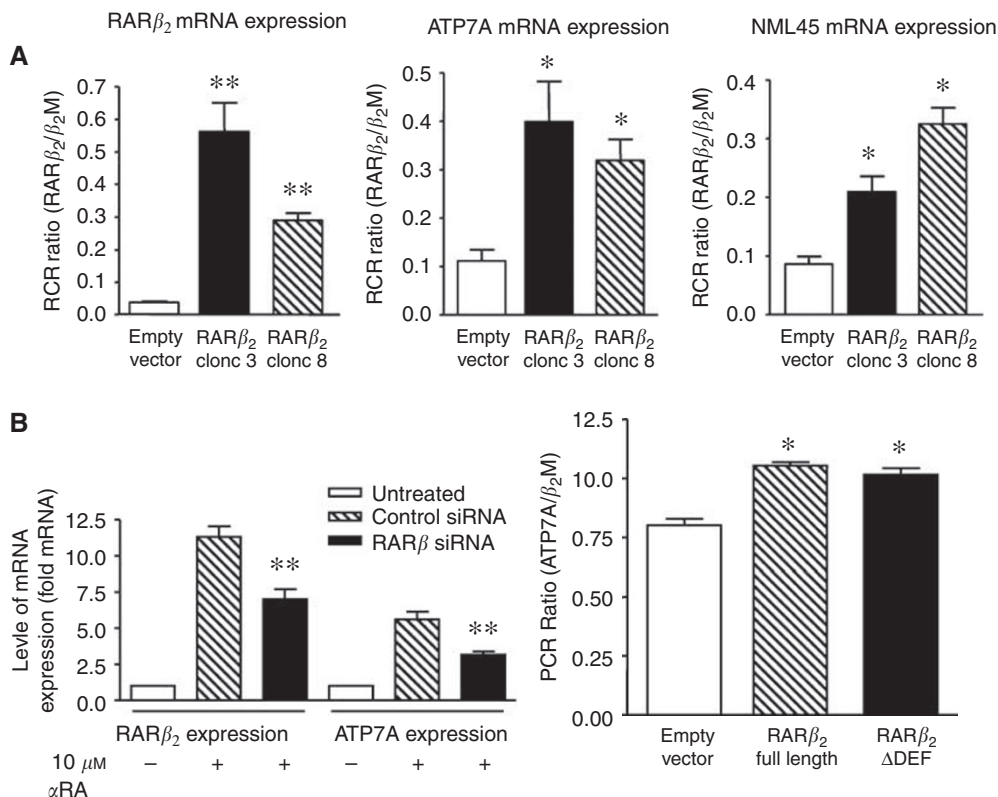 RARβ₂ mRNA expression
ATP7A mRNA expression
NML45 mRNA expression
A
RCR ratio (RARβ₂/β₂M)
0.7
0.6
0.5
0.4
0.3
0.2
0.1
0.0
**
**
Empty vector
RARβ₂ clonc 3
RARβ₂ clonc 8
RCR ratio (RARβ₂/β₂M)
0.5
0.4
0.3
0.2
0.1
0.0
*
*
Empty vector
RARβ₂ clonc 3
RARβ₂ clonc 8
RCR ratio (RARβ₂/β₂M)
0.4
0.3
0.2
0.1
0.0
*
*
Empty vector
RARβ₂ clonc 3
RARβ₂ clonc 8
B
Levle of mRNA
expression (fold mRNA)
12.5
10.0
7.5
5.0
2.5
0.0
Untreated
Control siRNA
RARβ siRNA
**
**
RARβ₂ expression
ATP7A expression
10 μM
αRA
– + + – + +
PCR Ratio (ATP7A/β₂M)
12.5
10.0
0.75
0.50
0.25
0.00
*
*
Empty vector
RARβ₂ full length
RARβ₂ ΔDEF